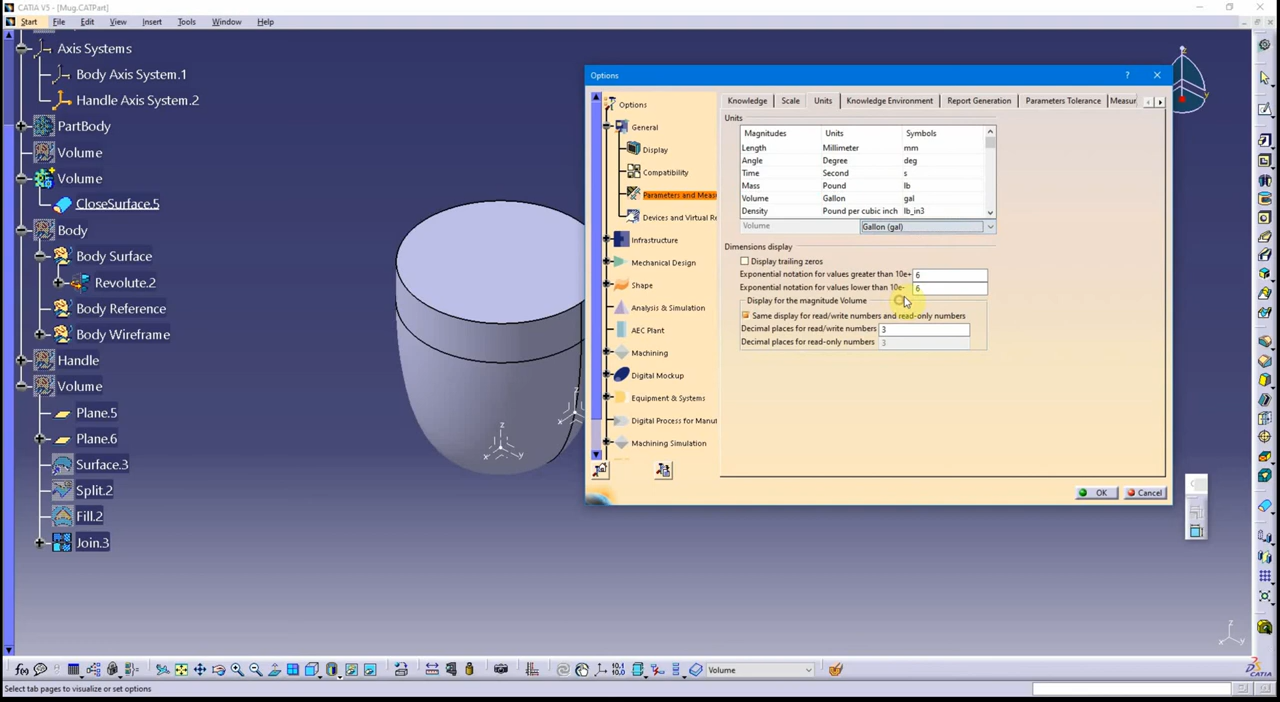 CATIA V5 - [Mug.CATPart]
Start File Edit View Insert Tools Window Help
Axis Systems
Body Axis System.1
Handle Axis System.2
PartBody
Volume
Volume
CloseSurface.5
Body
Body Surface
Revolute.2
Body Reference
Body Wireframe
Handle
Volume
Plane.5
Plane.6
Surface.3
Split.2
Fill.2
Join.3
Options
Options
General
Display
Compatibility
Parameters and Meas
Devices and Virtual Re
Infrastructure
Mechanical Design
Shape
Analysis & Simulation
AEC Plant
Machining
Digital Mockup
Equipment & Systems
Digital Process for Manuf
Machining Simulation
Knowledge Scale Units Knowledge Environment Report Generation Parameters Tolerance Measur
Units
Magnitudes Units Symbols
Length Millimeter mm
Angle Degree deg
Time Second s
Mass Pound lb
Volume Gallon gal
Density Pound per cubic inch lb_in3
Volume Gallon (gal)
Dimensions display
Display trailing zeros
Exponential notation for values greater than 10e+ 6
Exponential notation for values lower than 10e- 6
Display for the magnitude Volume
Same display for read/write numbers and read-only numbers
Decimal places for read/write numbers 3
Decimal places for read-only numbers 3
OK Cancel
z
x y
z
x
z
x y
f(x) 10,1 Volume
CATIA
Select tab pages to visualize or set options